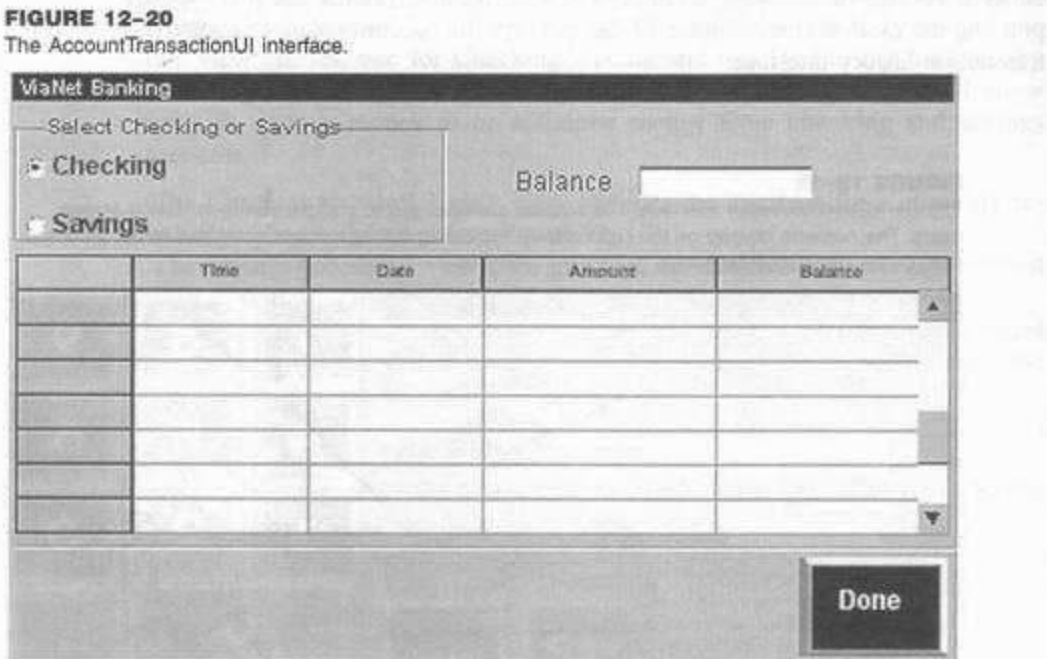 FIGURE 12–20
The AccountTransactionUI interface.
ViaNet Banking
Select Checking or Savings
Checking
Balance
Savings
Time Date Amount Balance
Done